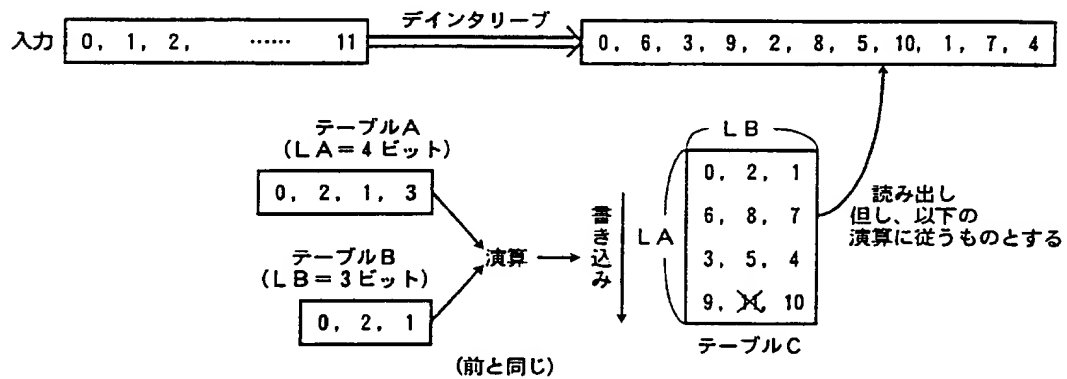 デインタリーブ
入力 0, 1, 2, ‥‥‥ 11
0, 6, 3, 9, 2, 8, 5, 10, 1, 7, 4
テーブルA
(LA=4ビット)
0, 2, 1, 3
テーブルB
(LB=3ビット)
0, 2, 1
演算
書き込み
LA
LB
0, 2, 1
6, 8, 7
3, 5, 4
9, 11, 10
テーブルC
読み出し
但し、以下の
演算に従うものとする
(前と同じ)